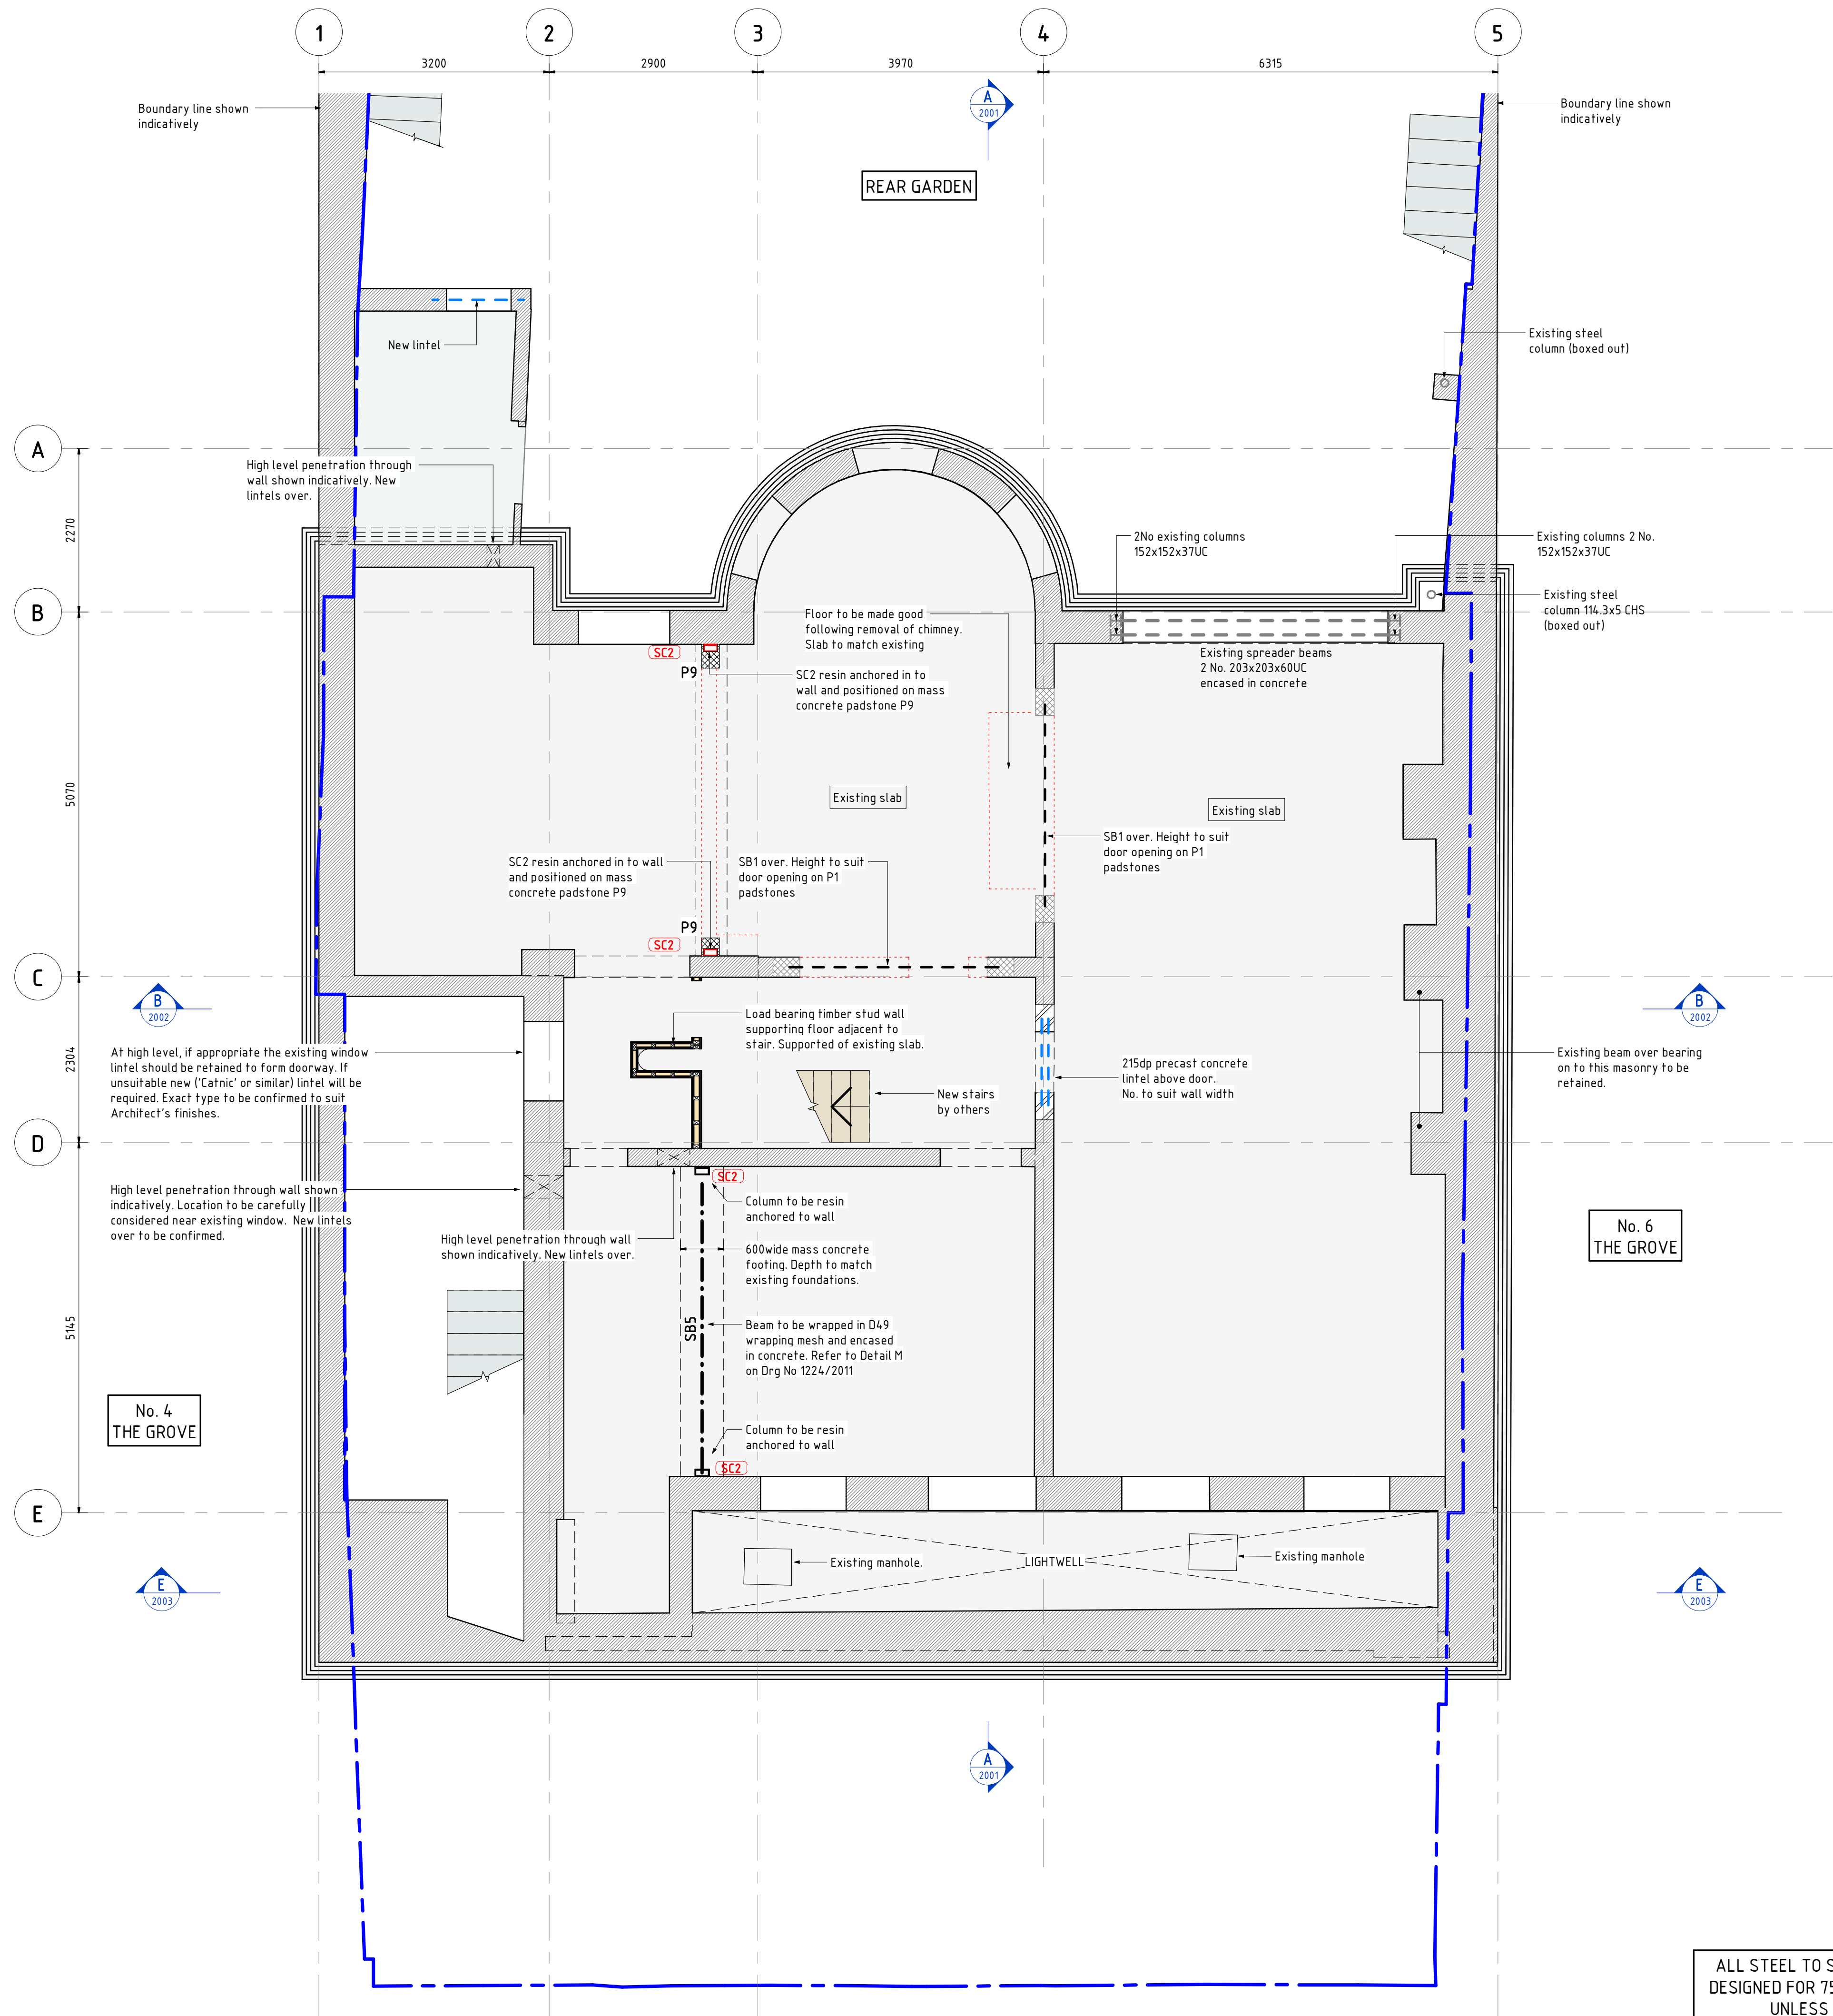 1
2
3
4
5
3200
2900
3970
6315
Boundary line shown
indicatively
A
2001
Boundary line shown
indicatively
REAR GARDEN
New lintel
Existing steel
column (boxed out)
A
High level penetration through
wall shown indicatively. New
lintels over.
2270
2No existing columns
152x152x37UC
Existing columns 2 No.
152x152x37UC
B
Existing steel
column 114.3x5 CHS
(boxed out)
Floor to be made good
following removal of chimney.
Slab to match existing
SC2
P9
Existing spreader beams
2 No. 203x203x60UC
encased in concrete
SC2 resin anchored in to
wall and positioned on mass
concrete padstone P9
5070
Existing slab
Existing slab
SB1 over. Height to suit
door opening on P1
padstones
SC2 resin anchored in to wall
and positioned on mass
concrete padstone P9
SB1 over. Height to suit
door opening on P1
padstones
P9
SC2
C
B
2002
B
2002
Load bearing timber stud wall
supporting floor adjacent to
stair. Supported of existing slab.
2304
At high level, if appropriate the existing window
lintel should be retained to form doorway. If
unsuitable new ('Catnic' or similar) lintel will be
required. Exact type to be confirmed to suit
Architect's finishes.
215dp precast concrete
lintel above door.
No. to suit wall width
Existing beam over bearing
on to this masonry to be
retained.
New stairs
by others
D
SC2
High level penetration through wall shown
indicatively. Location to be carefully
considered near existing window. New lintels
over to be confirmed.
Column to be resin
anchored to wall
High level penetration through wall
shown indicatively. New lintels over.
600wide mass concrete
footing. Depth to match
existing foundations.
No. 6
THE GROVE
5145
SB5
Beam to be wrapped in D49
wrapping mesh and encased
in concrete. Refer to Detail M
on Drg No 1224/2011
No. 4
THE GROVE
Column to be resin
anchored to wall
SC2
E
Existing manhole.
LIGHTWELL
Existing manhole
E
2003
E
2003
A
2001
ALL STEEL TO S
DESIGNED FOR 75
UNLESS